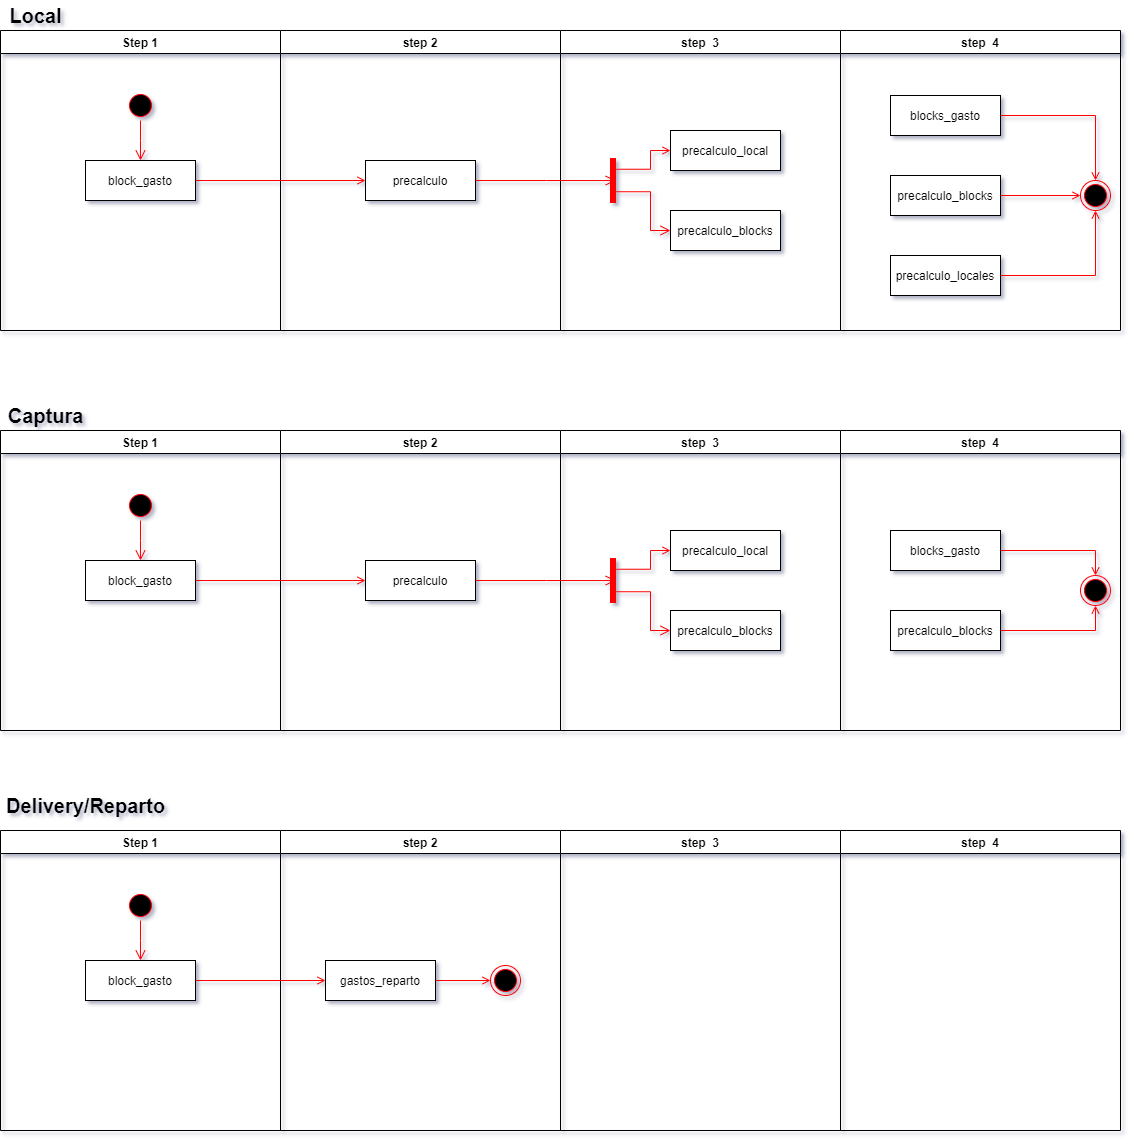 Local
Step 1
step 2
step  3
step  4
block_gasto
precalculo
precalculo_local
precalculo_blocks
blocks_gasto
precalculo_blocks
precalculo_locales
Captura
Step 1
step 2
step  3
step  4
block_gasto
precalculo
precalculo_local
precalculo_blocks
blocks_gasto
precalculo_blocks
Delivery/Reparto
Step 1
step 2
step  3
step  4
block_gasto
gastos_reparto